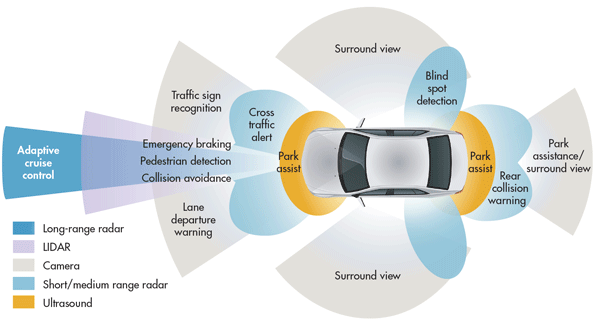 Surround view
Blind
spot
detection
Traffic sign
recognition
Cross
traffic
alert
Adaptive
cruise
control
Emergency braking
Pedestrian detection
Collision avoidance
Park
assist
Park
assist
Park
assistance/
surround view
Rear
collision
warning
Lane
departure
warning
Surround view
Long-range radar
LIDAR
Camera
Short/medium range radar
Ultrasound